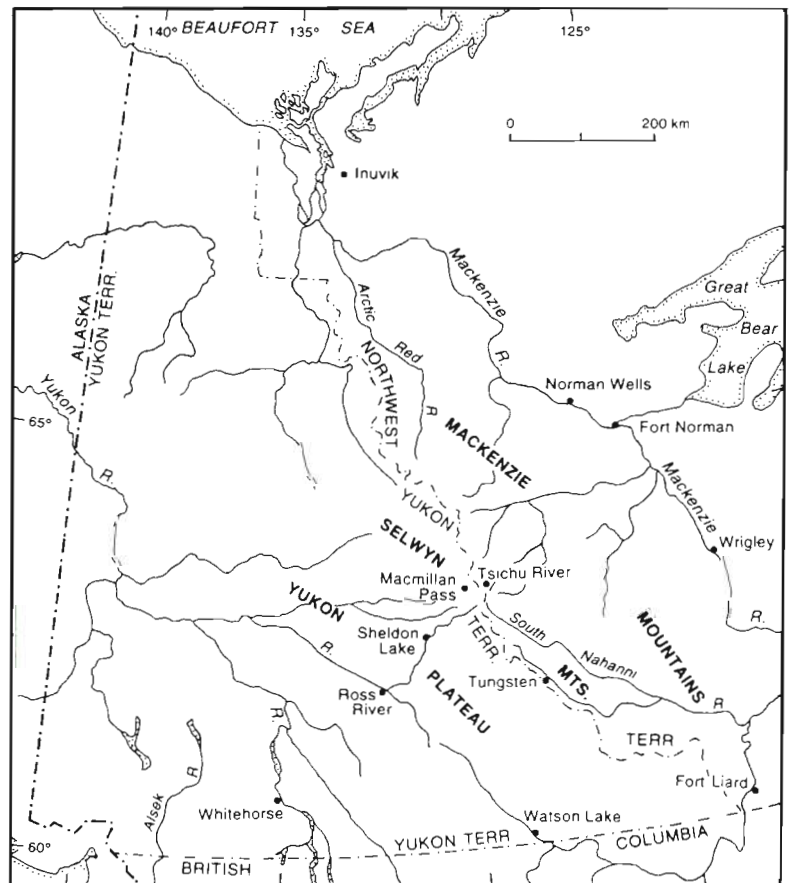 140° BEAUFORT 135° SEA 125°
0 200 km
Inuvik
Mackenzie
R.
Arctic
Red
R
Great
Bear
Lake
ALASKA
YUKON TERR.
Yukon
R.
65°
NORTHWEST
Norman Wells
Fort Norman
MACKENZIE
Mackenzie
R.
Wrigley
YUKON
SELWYN
Macmillan
Pass
Tsichu River
YUKON
Sheldon
Lake
TERR.
South
Nahanni
R
MOUNTAINS
R.
Ross
River
PLATEAU
Tungsten
MTS.
TERR
Fort Liard
R.
Alsek
R
Whitehorse
Watson Lake
60°
YUKON TERR
BRITISH
COLUMBIA